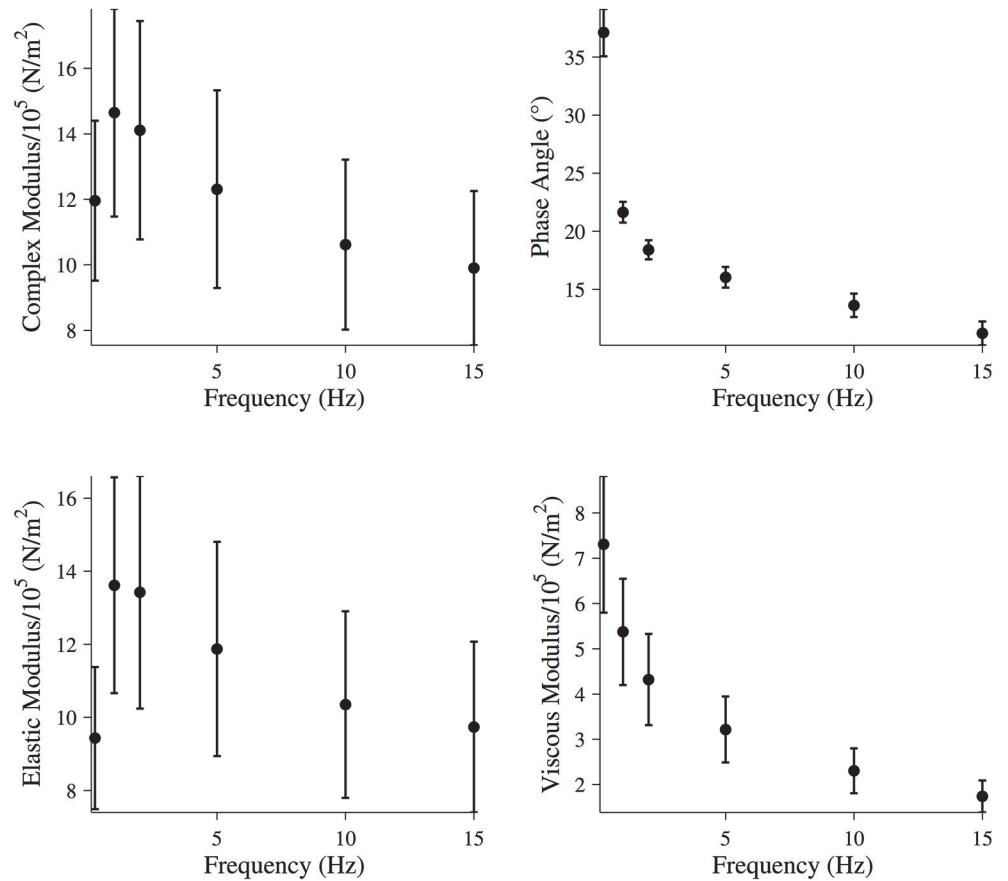 Complex Modulus/10⁵ (N/m²)
16
14
12
10
8
5 10 15
Frequency (Hz)
Phase Angle (°)
35
30
25
20
15
5 10 15
Frequency (Hz)
Elastic Modulus/10⁵ (N/m²)
16
14
12
10
8
5 10 15
Frequency (Hz)
Viscous Modulus/10⁵ (N/m²)
8
7
6
5
4
3
2
5 10 15
Frequency (Hz)